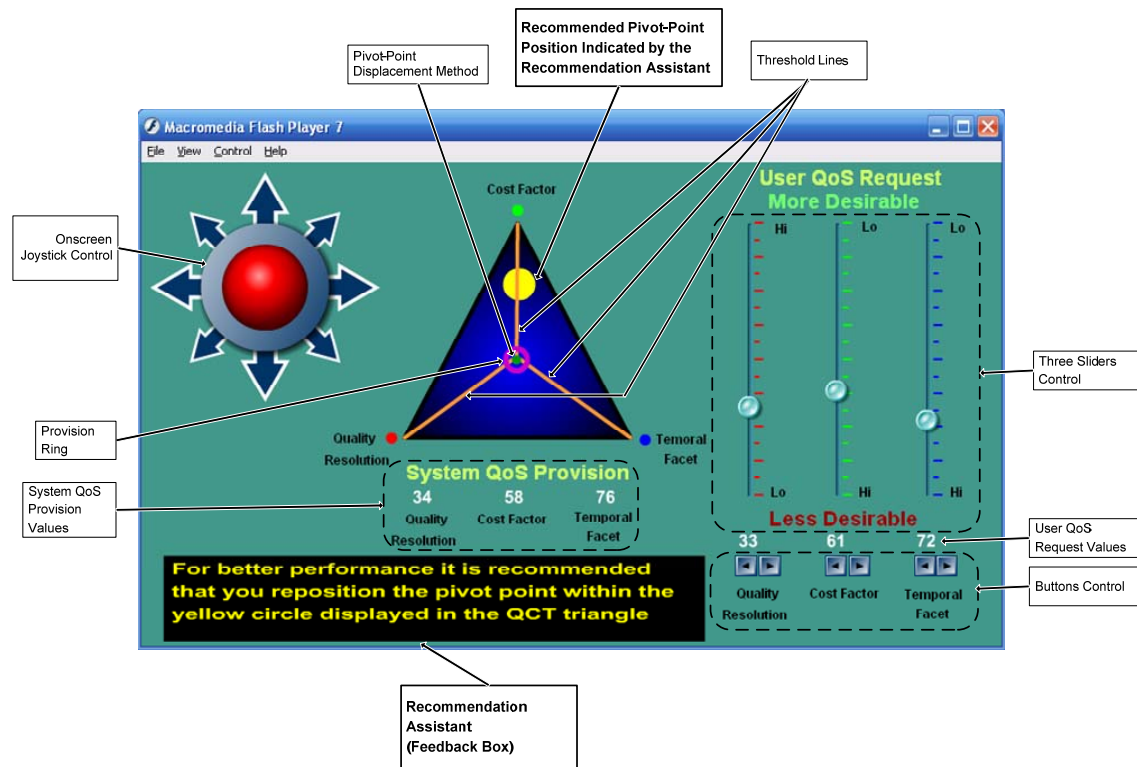 Recommended Pivot-Point
Position Indicated by the
Recommendation Assistant
Pivot-Point
Displacement Method
Threshold Lines
Macromedia Flash Player 7
File View Control Help
Onscreen
Joystick Control
Cost Factor
User QoS Request
More Desirable
Hi
Lo
Lo
Three Sliders
Control
Provision
Ring
Quality
Resolution
Temoral
Facet
System QoS Provision
34 58 76
Quality
Resolution
Cost Factor
Temporal
Facet
System QoS
Provision
Values
Lo
Hi
Hi
Less Desirable
33 61 72
User QoS
Request Values
Quality
Resolution
Cost Factor
Temporal
Facet
Buttons Control
For better performance it is recommended
that you reposition the pivot point within the
yellow circle displayed in the QCT triangle
Recommendation
Assistant
(Feedback Box)